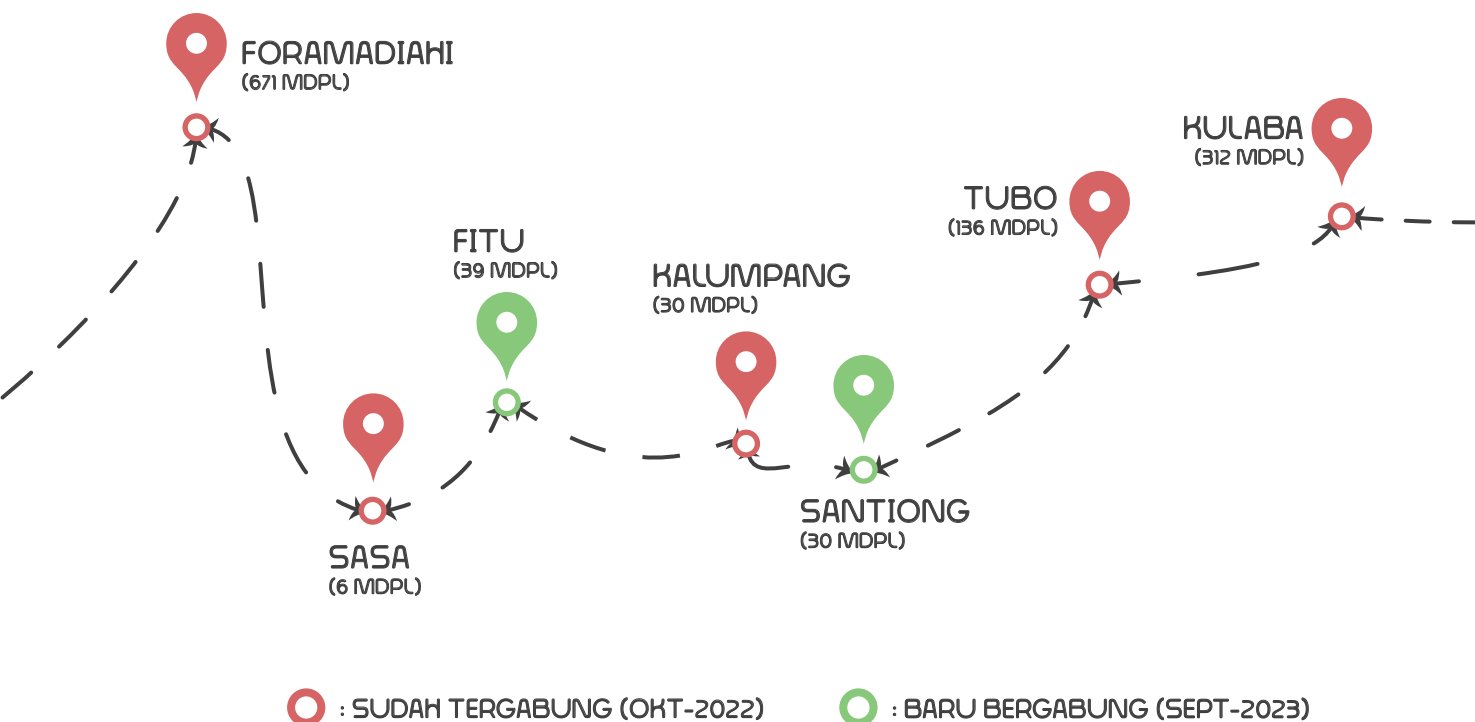 FORAMADIAHI
(671 MDPL)
KULABA
(312 MDPL)
TUBO
(136 MDPL)
FITU
(39 MDPL)
KALUMPANG
(30 MDPL)
SANTIONG
(30 MDPL)
SASA
(6 MDPL)
: SUDAH TERGABUNG (OKT-2022)
: BARU BERGABUNG (SEPT-2023)